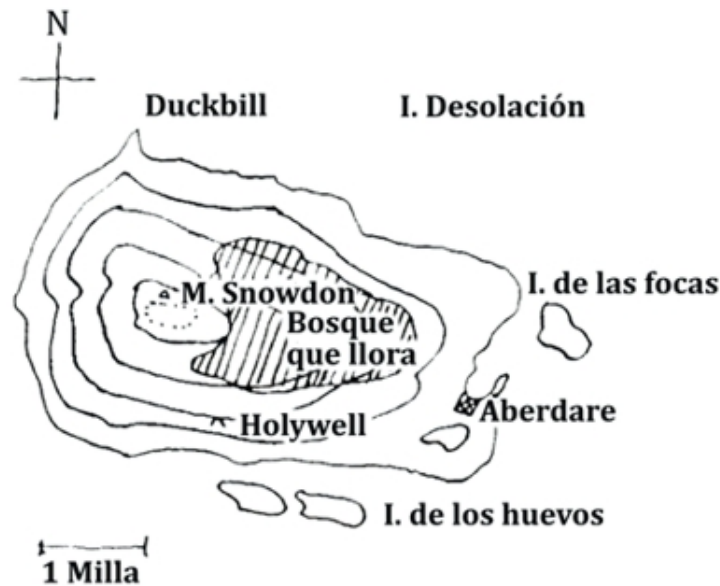 N
Duckbill
I. Desolación
I. de las focas
M. Snowdon
Bosque
que llora
Aberdare
Holywell
I. de los huevos
1 Milla